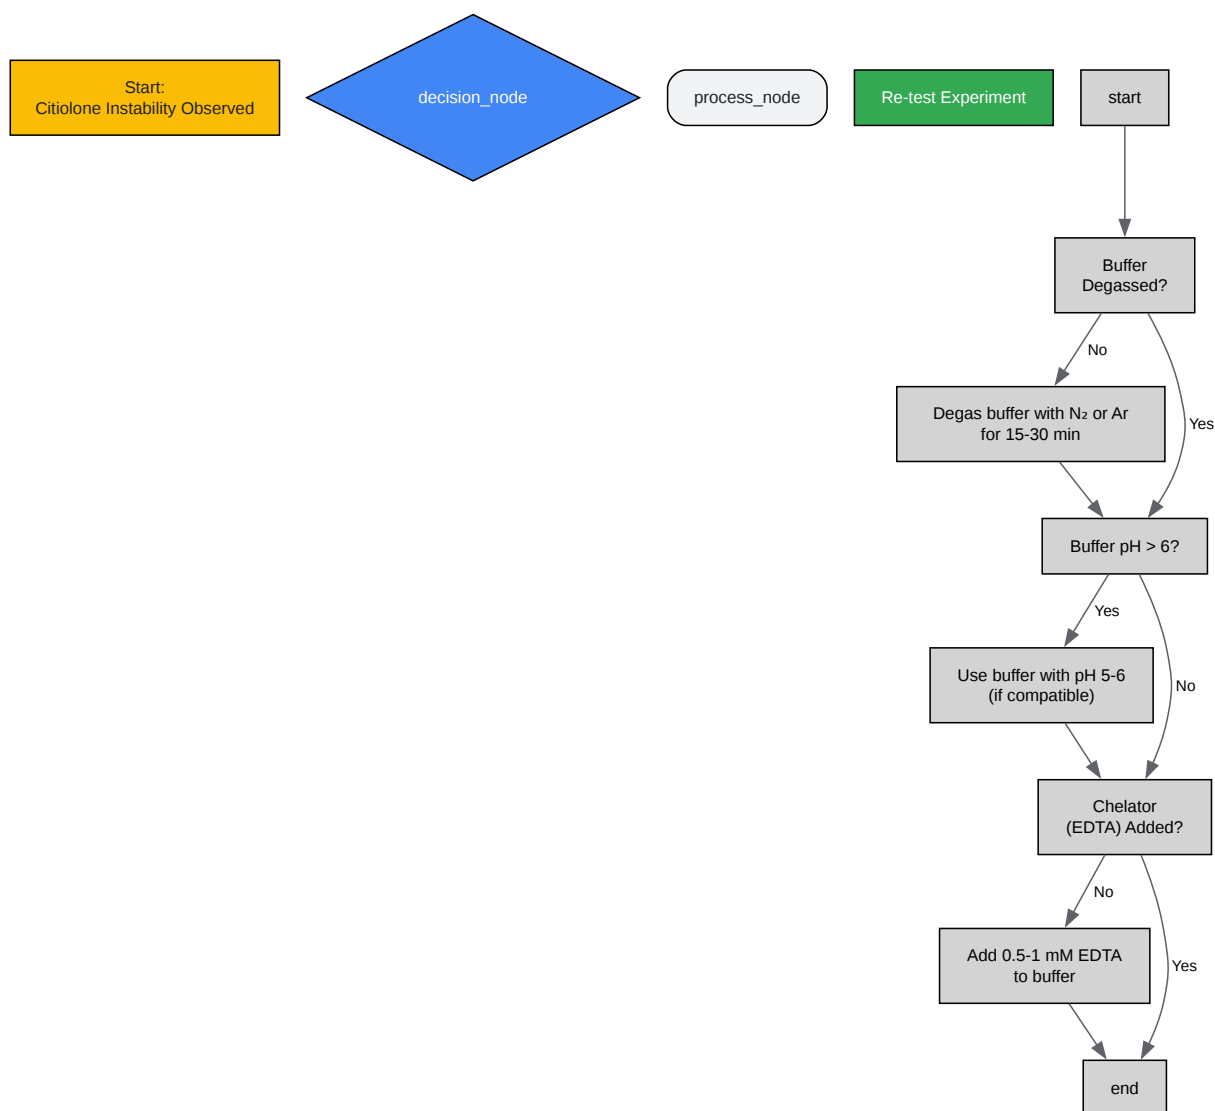 Start:
Citiolone Instability Observed
decision_node
process_node
Re-test Experiment
start
Buffer
Degassed?
No
Degas buffer with N₂ or Ar
for 15-30 min
Yes
Buffer pH > 6?
Yes
Use buffer with pH 5-6
(if compatible)
No
Chelator
(EDTA) Added?
No
Add 0.5-1 mM EDTA
to buffer
Yes
end